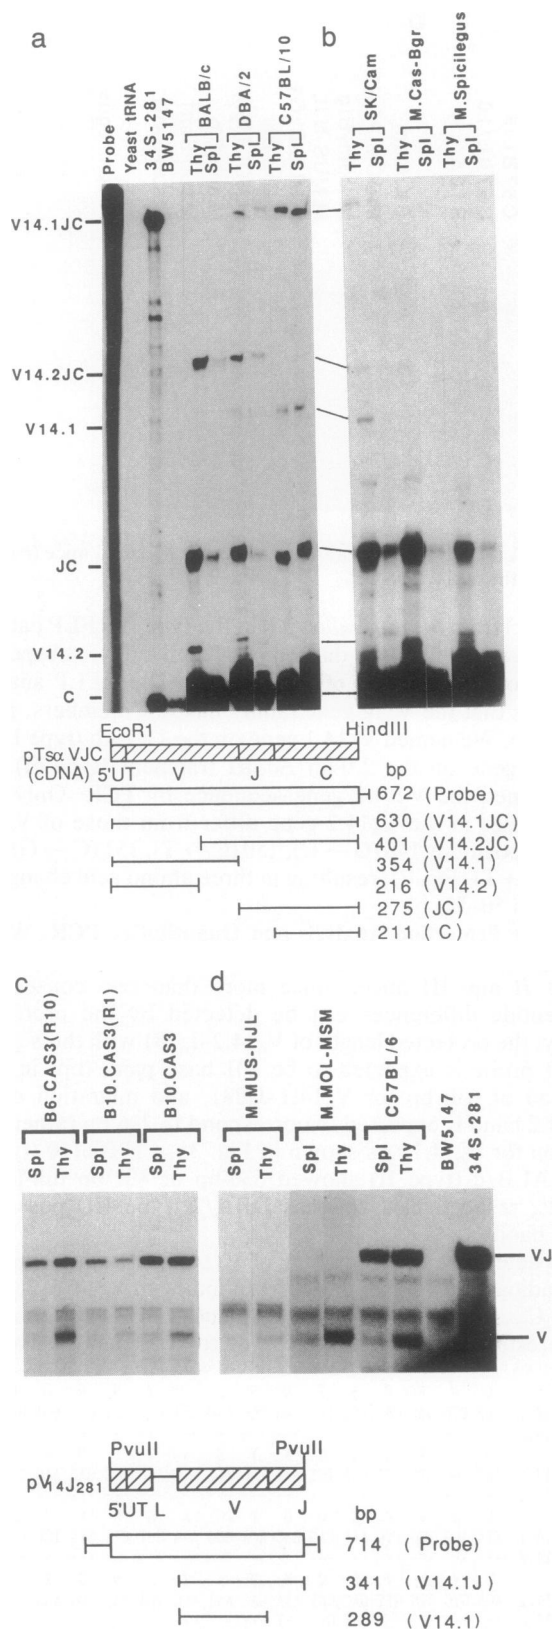 a
b
Probe
Yeast tRNA
34S-281
BW5147
Thy
Spl
BALB/c
Thy
Spl
DBA/2
Thy
Spl
C57BL/10
Thy
Spl
SK/Cam
Thy
Spl
M.Cas-Bgr
Thy
Spl
M.Spicilegus
V14.1JC
V14.2JC
V14.1
JC
V14.2
C
EcoR1 HindIII
pTsα VJC
(cDNA) 5'UT V J C bp
672 (Probe)
630 (V14.1JC)
401 (V14.2JC)
354 (V14.1)
216 (V14.2)
275 (JC)
211 ( C )
c
d
B6.CAS3(R10)
B10.CAS3(R1)
B10.CAS3
M.MUS-NJL
M.MOL-MSM
C57BL/6
BW5147
34S-281
Spl
Thy
Spl
Thy
Spl
Thy
Spl
Thy
Spl
Thy
Spl
Thy
VJ
V
PvuII PvuII
pV14J281
5'UT L V J bp
714 ( Probe)
341 (V14.1J)
289 (V14.1)